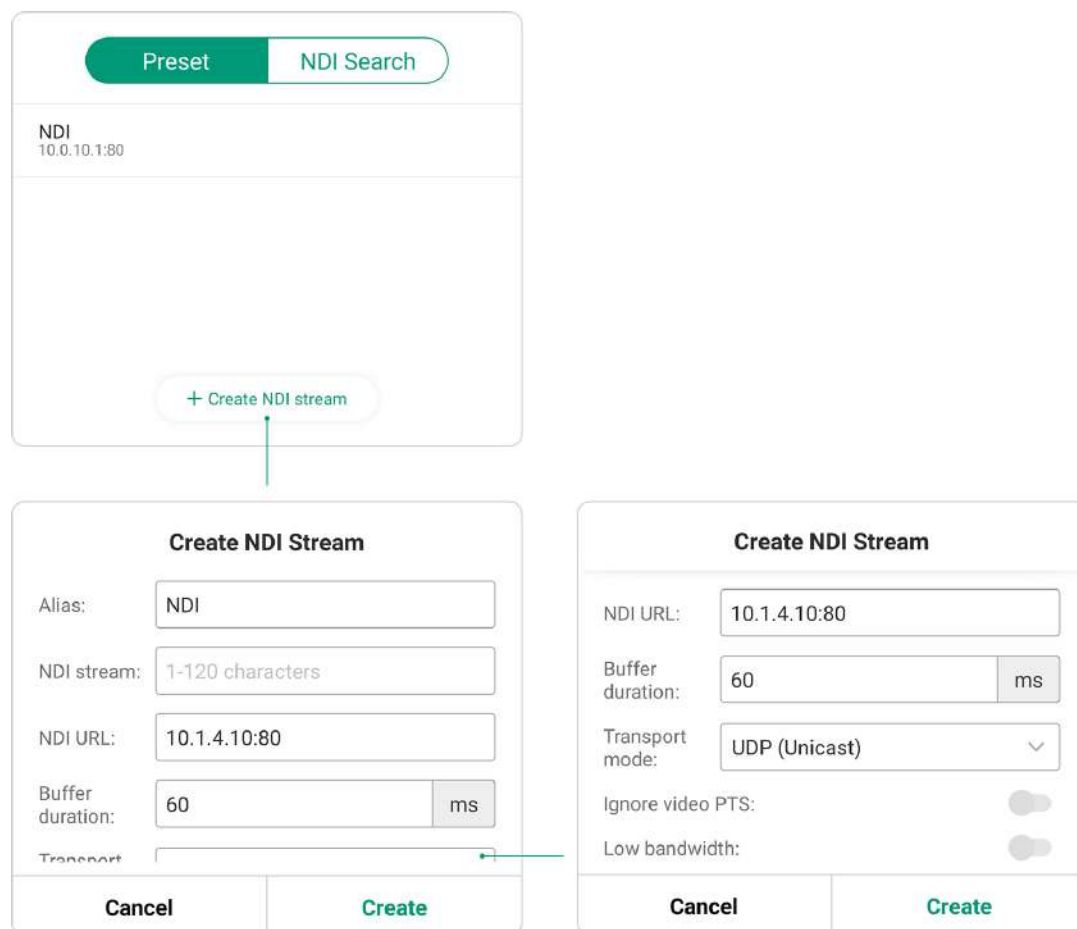 Preset
NDI Search
NDI
10.0.10.1:80
+ Create NDI stream
Create NDI Stream
Alias:
NDI
NDI stream:
1-120 characters
NDI URL:
10.1.4.10:80
Buffer
duration:
60
ms
Transport
Cancel
Create
Create NDI Stream
NDI URL:
10.1.4.10:80
Buffer
duration:
60
ms
Transport
mode:
UDP (Unicast)
Ignore video PTS:
Low bandwidth:
Cancel
Create